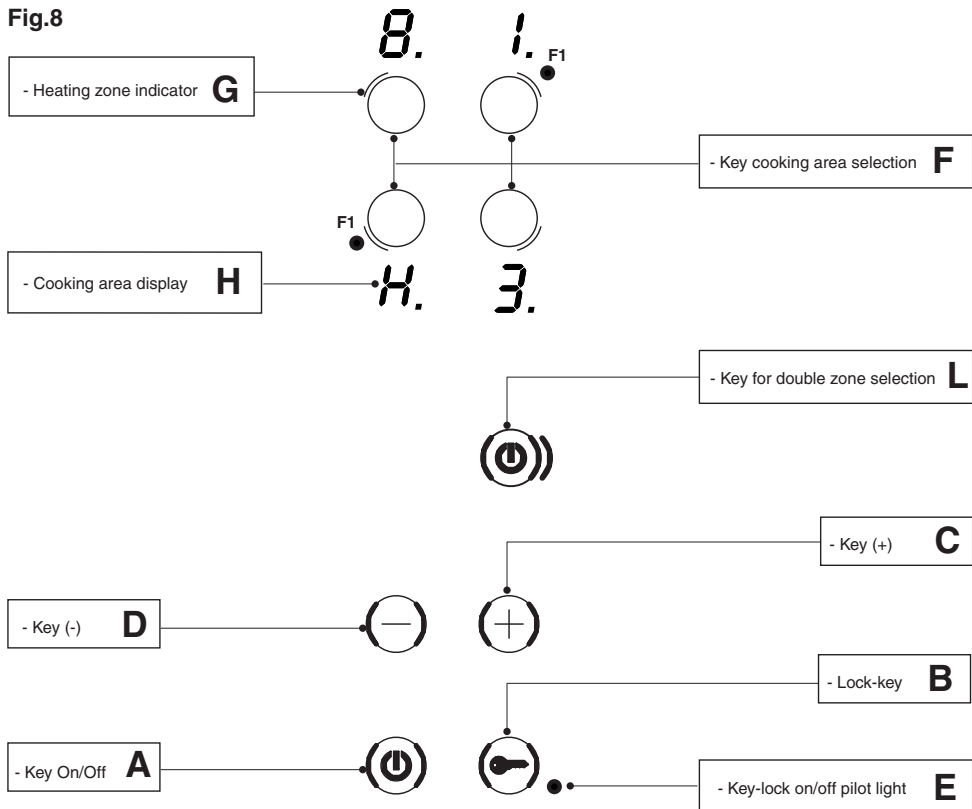 Fig.8
8. 1.
F1
- Heating zone indicator G
- Key cooking area selection F
F1
- Cooking area display H
H. 3.
- Key for double zone selection L
- Key (+) C
- Key (-) D
- Lock-key B
- Key On/Off A
- Key-lock on/off pilot light E